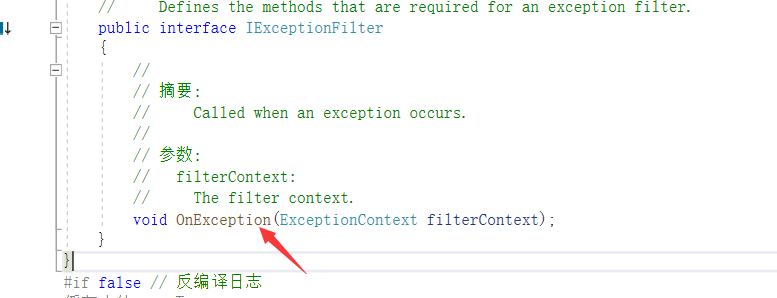 //     Defines the methods that are required for an exception filter.
public interface IExceptionFilter
{
//
// 摘要:
//     Called when an exception occurs.
//
// 参数:
//   filterContext:
//     The filter context.
void OnException(ExceptionContext filterContext);
}
}
#if false // 反编译日志